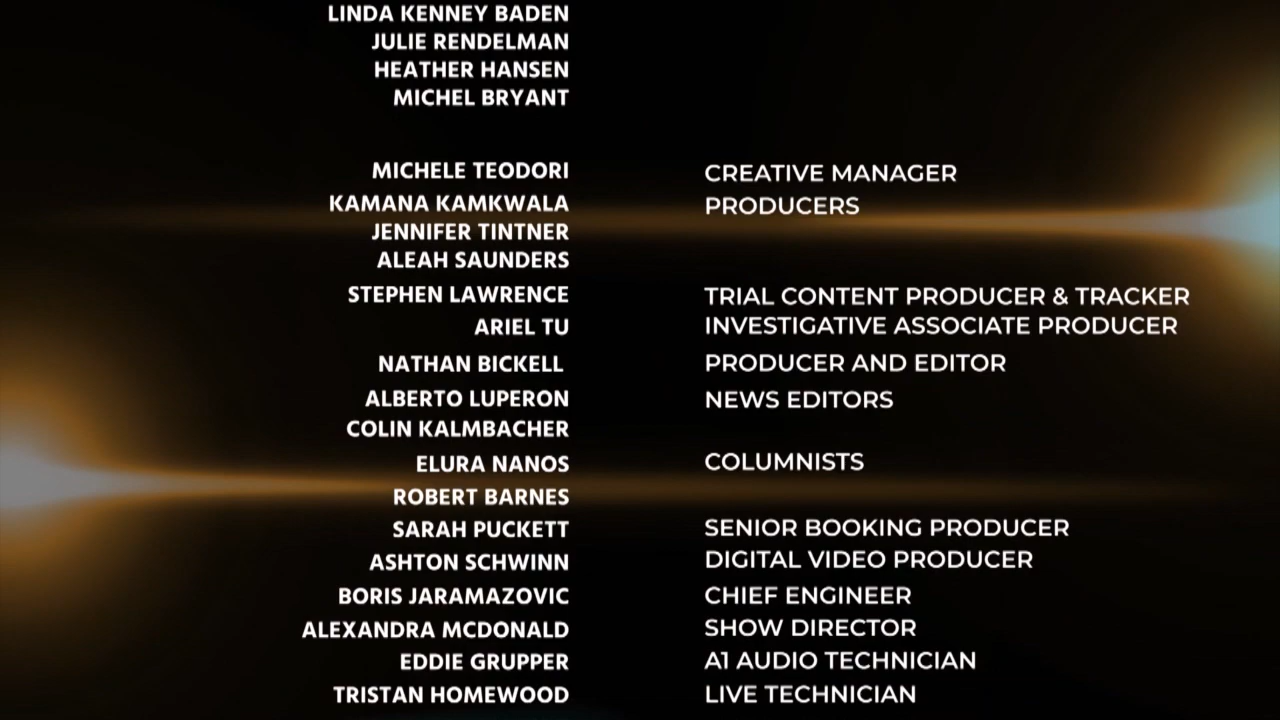 LINDA KENNEY BADEN
JULIE RENDELMAN
HEATHER HANSEN
MICHEL BRYANT
MICHELE TEODORI CREATIVE MANAGER
KAMANA KAMKWALA PRODUCERS
JENNIFER TINTNER
ALEAH SAUNDERS
STEPHEN LAWRENCE TRIAL CONTENT PRODUCER & TRACKER
ARIEL TU INVESTIGATIVE ASSOCIATE PRODUCER
NATHAN BICKELL PRODUCER AND EDITOR
ALBERTO LUPERON NEWS EDITORS
COLIN KALMBACHER
ELURA NANOS COLUMNISTS
ROBERT BARNES
SARAH PUCKETT SENIOR BOOKING PRODUCER
ASHTON SCHWINN DIGITAL VIDEO PRODUCER
BORIS JARAMAZOVIC CHIEF ENGINEER
ALEXANDRA MCDONALD SHOW DIRECTOR
EDDIE GRUPPER A1 AUDIO TECHNICIAN
TRISTAN HOMEWOOD LIVE TECHNICIAN